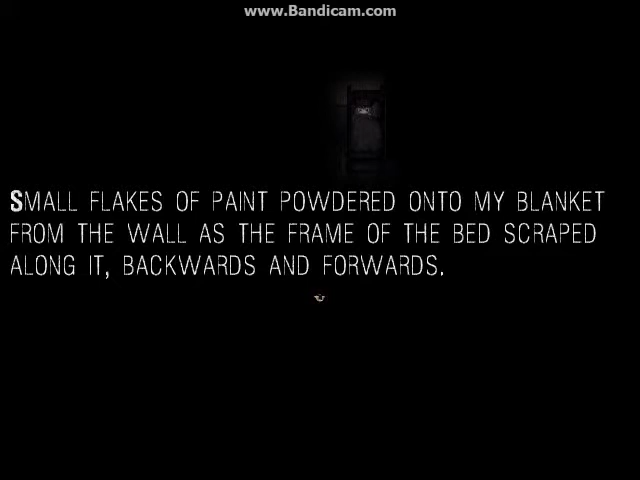 www.Bandicam.com
SMALL FLAKES OF PAINT POWDERED ONTO MY BLANKET
FROM THE WALL AS THE FRAME OF THE BED SCRAPED
ALONG IT, BACKWARDS AND FORWARDS.